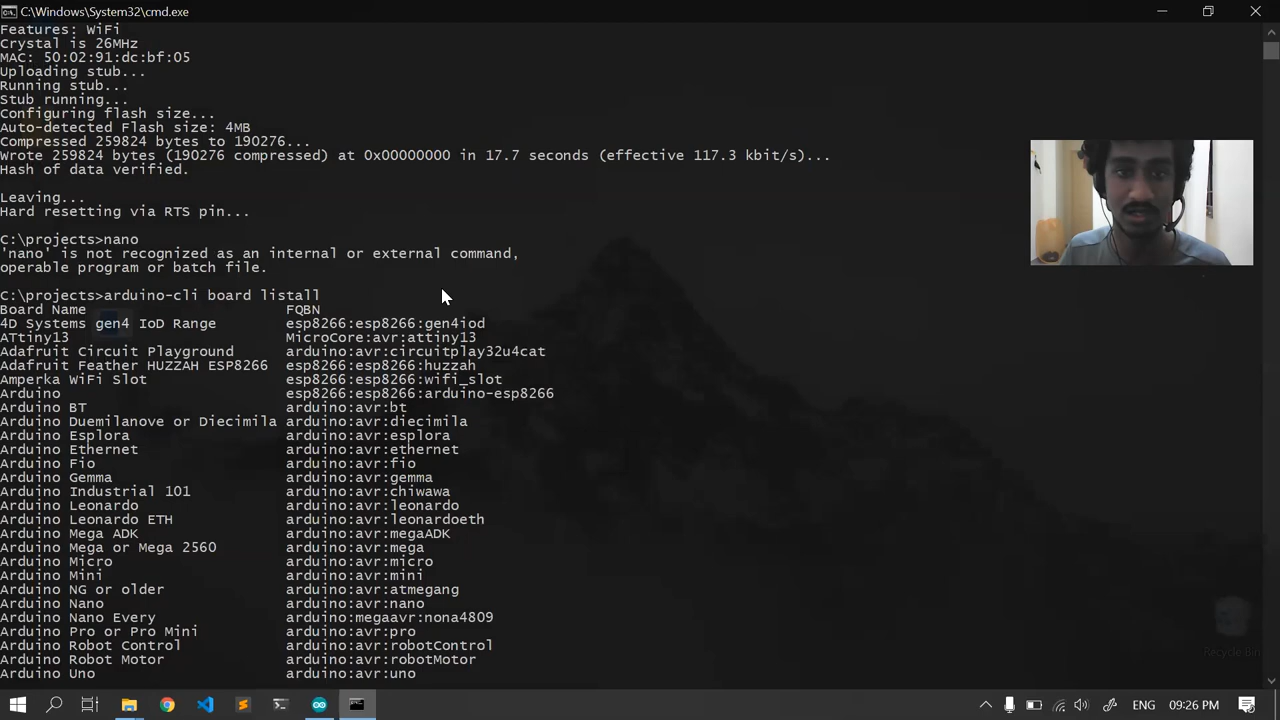 C:\Windows\System32\cmd.exe
Features: WiFi
Crystal is 26MHz
MAC: 50:02:91:dc:bf:05
Uploading stub...
Running stub...
Stub running...
Configuring flash size...
Auto-detected Flash size: 4MB
Compressed 259824 bytes to 190276...
Wrote 259824 bytes (190276 compressed) at 0x00000000 in 17.7 seconds (effective 117.3 kbit/s)...
Hash of data verified.
Leaving...
Hard resetting via RTS pin...
C:\projects>nano
'nano' is not recognized as an internal or external command,
operable program or batch file.
C:\projects>arduino-cli board listall
Board Name FQBN
4D Systems gen4 IoD Range esp8266:esp8266:gen4iod
ATtiny13 MicroCore:avr:attiny13
Adafruit Circuit Playground arduino:avr:circuitplay32u4cat
Adafruit Feather HUZZAH ESP8266 esp8266:esp8266:huzzah
Amperka WiFi Slot esp8266:esp8266:wifi_slot
Arduino esp8266:esp8266:arduino-esp8266
Arduino BT arduino:avr:bt
Arduino Duemilanove or Diecimila arduino:avr:diecimila
Arduino Esplora arduino:avr:esplora
Arduino Ethernet arduino:avr:ethernet
Arduino Fio arduino:avr:fio
Arduino Gemma arduino:avr:gemma
Arduino Industrial 101 arduino:avr:chiwawa
Arduino Leonardo arduino:avr:leonardo
Arduino Leonardo ETH arduino:avr:leonardoeth
Arduino Mega ADK arduino:avr:megaADK
Arduino Mega or Mega 2560 arduino:avr:mega
Arduino Micro arduino:avr:micro
Arduino Mini arduino:avr:mini
Arduino NG or older arduino:avr:atmegang
Arduino Nano arduino:avr:nano
Arduino Nano Every arduino:megaavr:nona4809
Arduino Pro or Pro Mini arduino:avr:pro
Arduino Robot Control arduino:avr:robotControl
Arduino Robot Motor arduino:avr:robotMotor
Arduino Uno arduino:avr:uno
Recycle Bin
ENG 09:26 PM